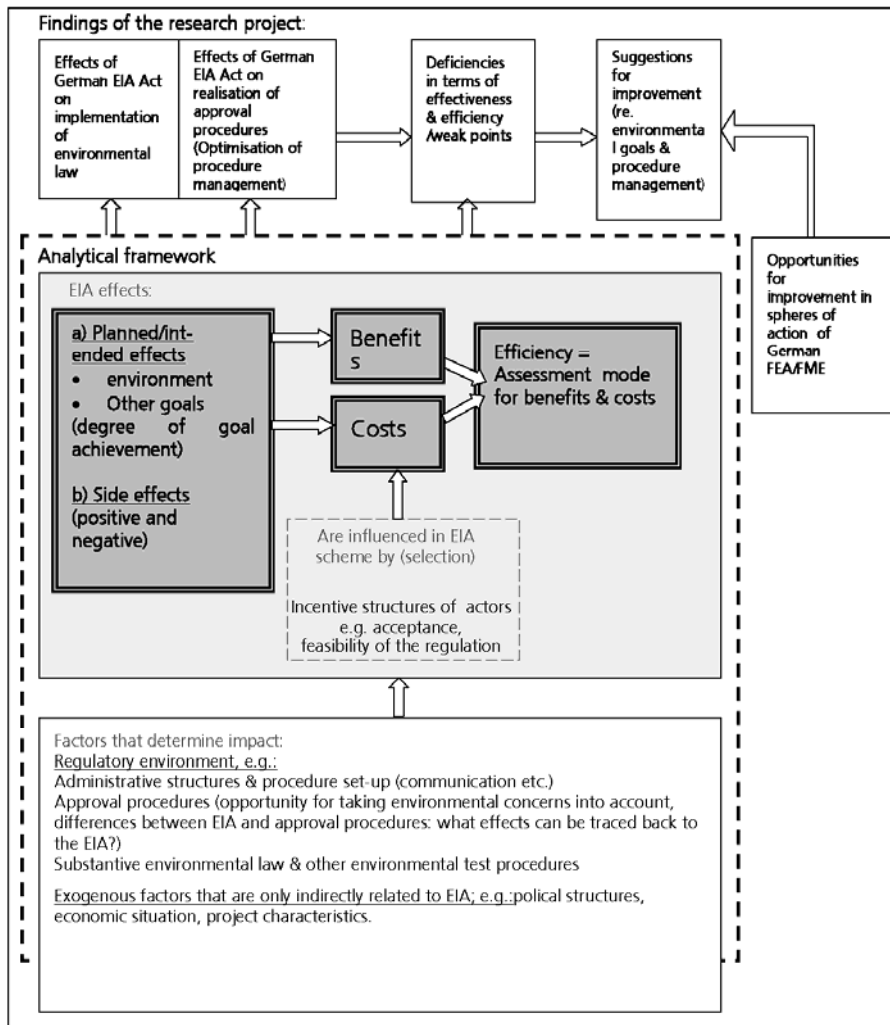 Findings of the research project:
Effects of
German EIA Act
on
implementation
of
environmental
law
Effects of German
EIA Act on
realisation of
approval
procedures
(Optimisation of
procedure
management)
Deficiencies
in terms of
effectiveness
& efficiency
/weak points
Suggestions
for
improvement
(re.
environmenta
l goals &
procedure
management)
Opportunities
for
improvement in
spheres of
action of
German
FEA/FME
Analytical framework
EIA effects:
a) Planned/int-
ended effects
• environment
• Other goals
(degree of goal
achievement)
b) Side effects
(positive and
negative)
Benefit
s
Costs
Efficiency =
Assessment mode
for benefits & costs
Are influenced in EIA
scheme by (selection)
Incentive structures of actors
e.g. acceptance,
feasibility of the regulation
Factors that determine impact:
Regulatory environment, e.g.:
Administrative structures & procedure set-up (communication etc.)
Approval procedures (opportunity for taking environmental concerns into account,
differences between EIA and approval procedures: what effects can be traced back to
the EIA?)
Substantive environmental law & other environmental test procedures
Exogenous factors that are only indirectly related to EIA; e.g.:polical structures,
economic situation, project characteristics.